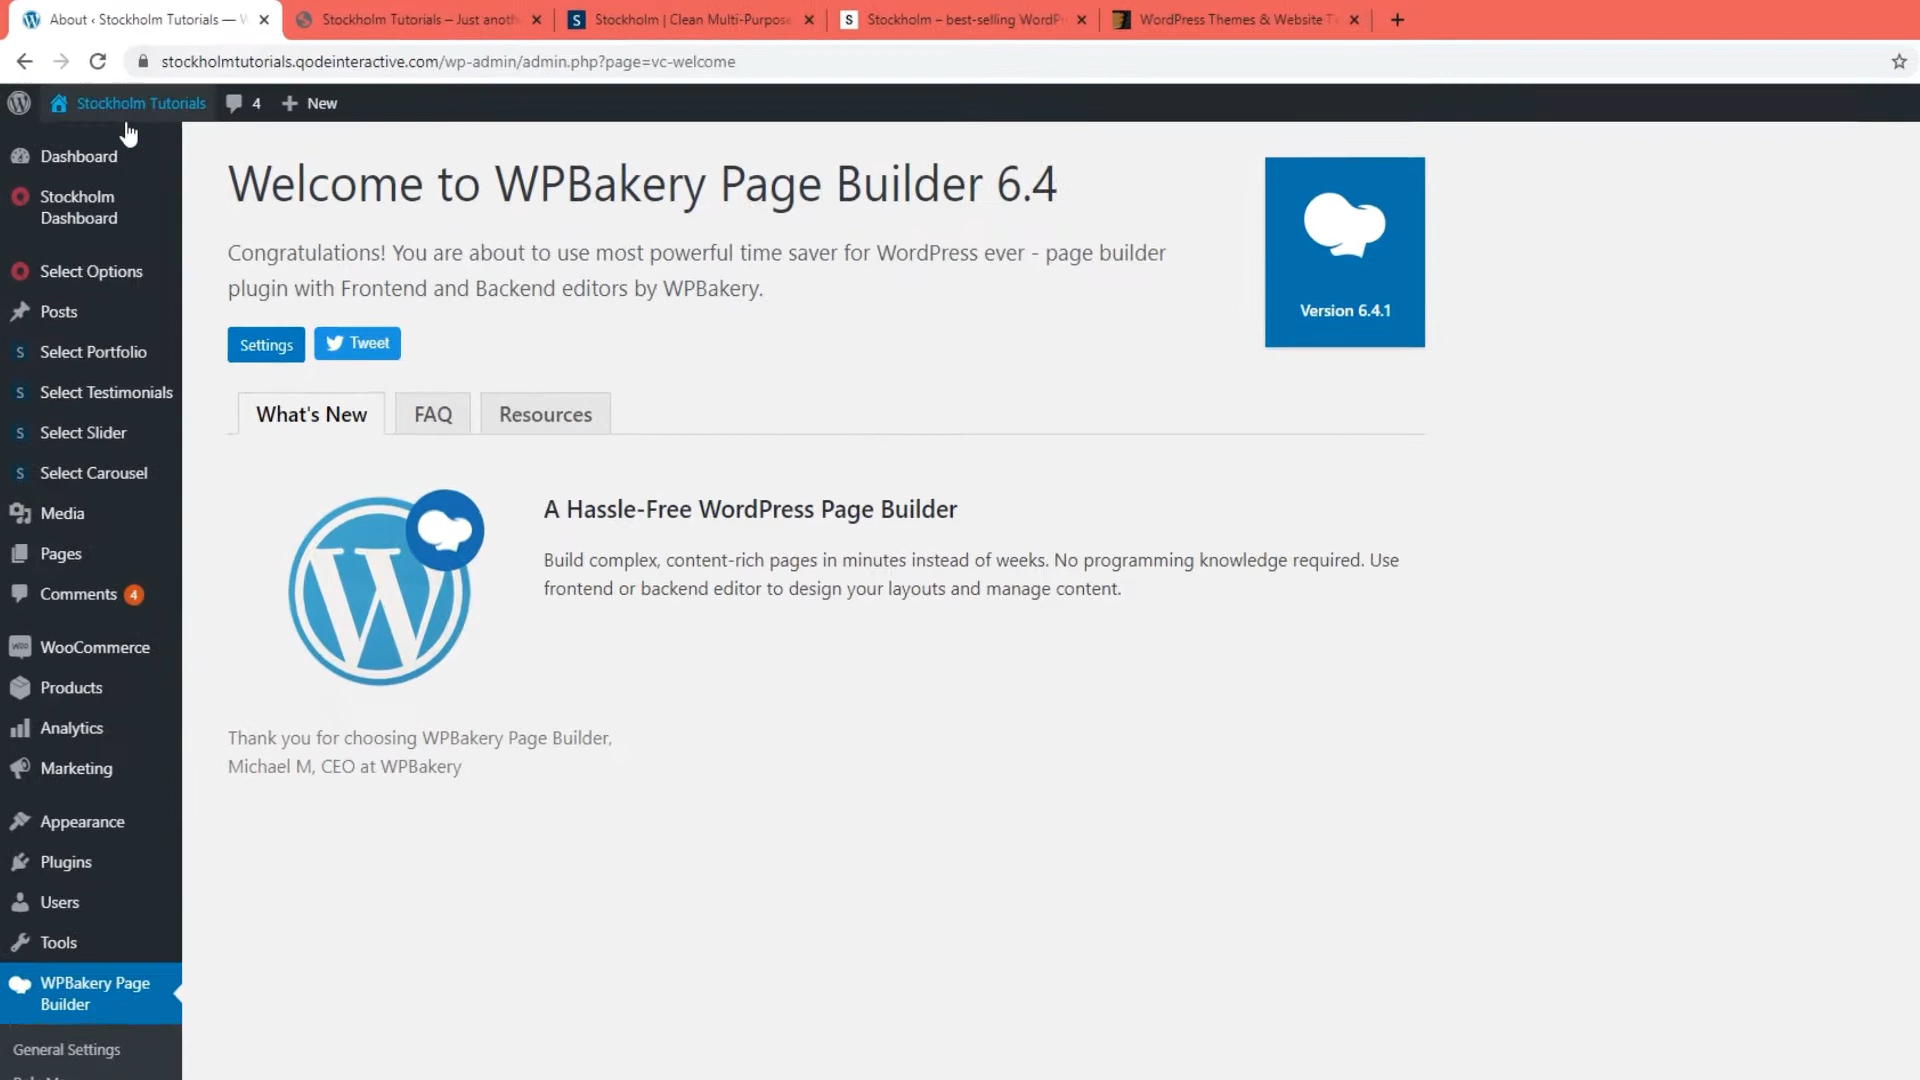 About ‹ Stockholm Tutorials — W
Stockholm Tutorials – Just anoth
Stockholm | Clean Multi-Purpose
Stockholm – best-selling WordPr
WordPress Themes & Website T
stockholmtutorials.qodeinteractive.com/wp-admin/admin.php?page=vc-welcome
Stockholm Tutorials
4
New
Dashboard
Stockholm
Dashboard
Select Options
Posts
Select Portfolio
Select Testimonials
Select Slider
Select Carousel
Media
Pages
Comments 4
WooCommerce
Products
Analytics
Marketing
Appearance
Plugins
Users
Tools
WPBakery Page
Builder
General Settings
Welcome to WPBakery Page Builder 6.4
Congratulations! You are about to use most powerful time saver for WordPress ever - page builder
plugin with Frontend and Backend editors by WPBakery.
Version 6.4.1
Settings
Tweet
What's New
FAQ
Resources
A Hassle-Free WordPress Page Builder
Build complex, content-rich pages in minutes instead of weeks. No programming knowledge required. Use
frontend or backend editor to design your layouts and manage content.
Thank you for choosing WPBakery Page Builder,
Michael M, CEO at WPBakery